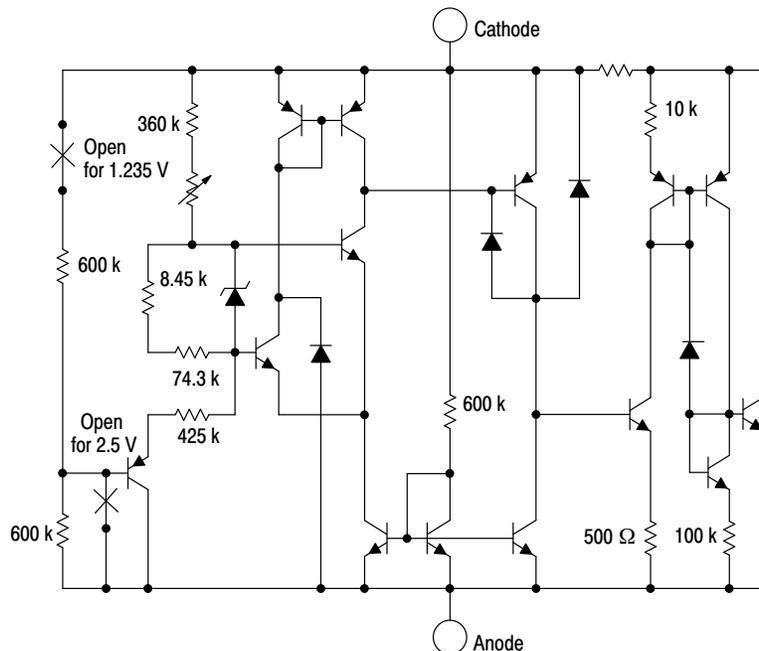 Cathode
360 k
10 k
Open
for 1.235 V
600 k
8.45 k
74.3 k
600 k
Open
for 2.5 V
425 k
600 k
500 Ω
100 k
Anode